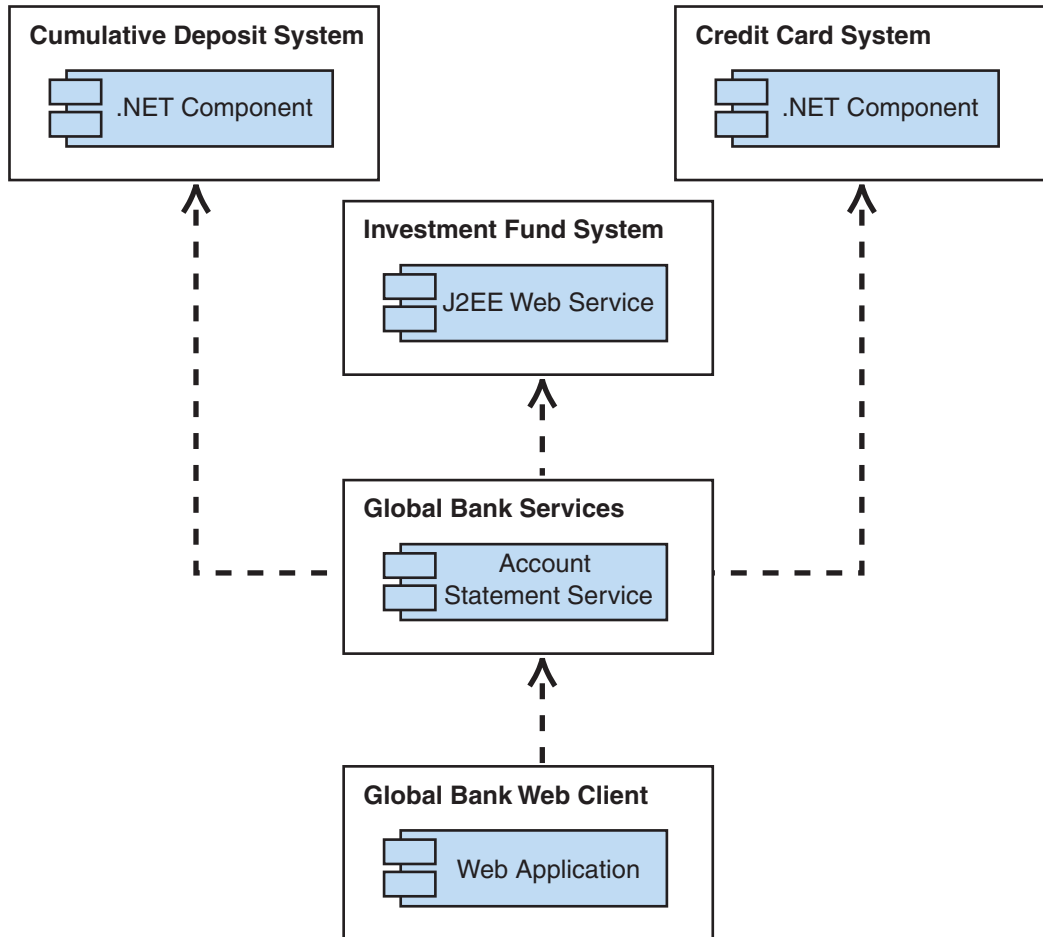 Cumulative Deposit System
.NET Component
Credit Card System
.NET Component
Investment Fund System
J2EE Web Service
Global Bank Services
Account
Statement Service
Global Bank Web Client
Web Application